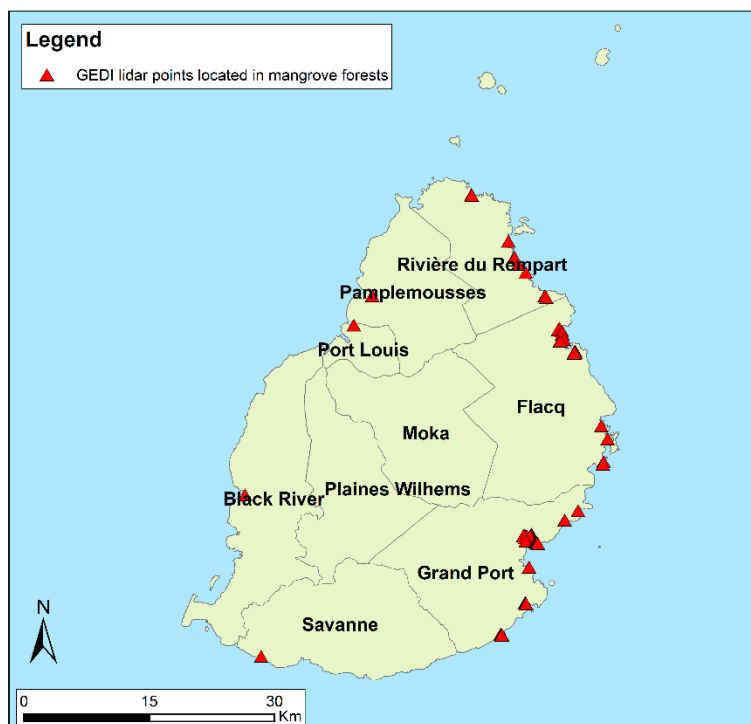 Legend
GEDI lidar points located in mangrove forests
Rivière du Rempart
Pamplemousses
Port Louis
Flacq
Moka
Plaines Wilhems
Black River
Grand Port
Savanne
N
0 15 30
Km